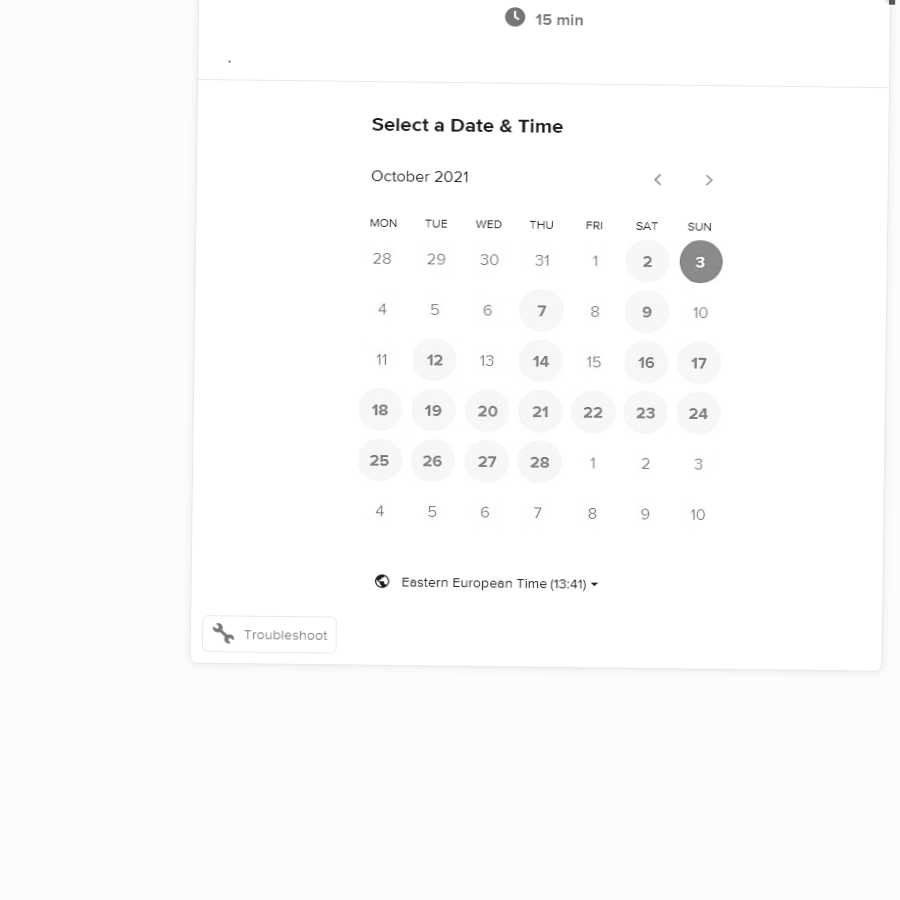 15 min
.
Select a Date & Time
October 2021
MON TUE WED THU FRI SAT SUN
28 29 30 31 1 2 3
4 5 6 7 8 9 10
11 12 13 14 15 16 17
18 19 20 21 22 23 24
25 26 27 28 1 2 3
4 5 6 7 8 9 10
Eastern European Time (13:41)
Troubleshoot